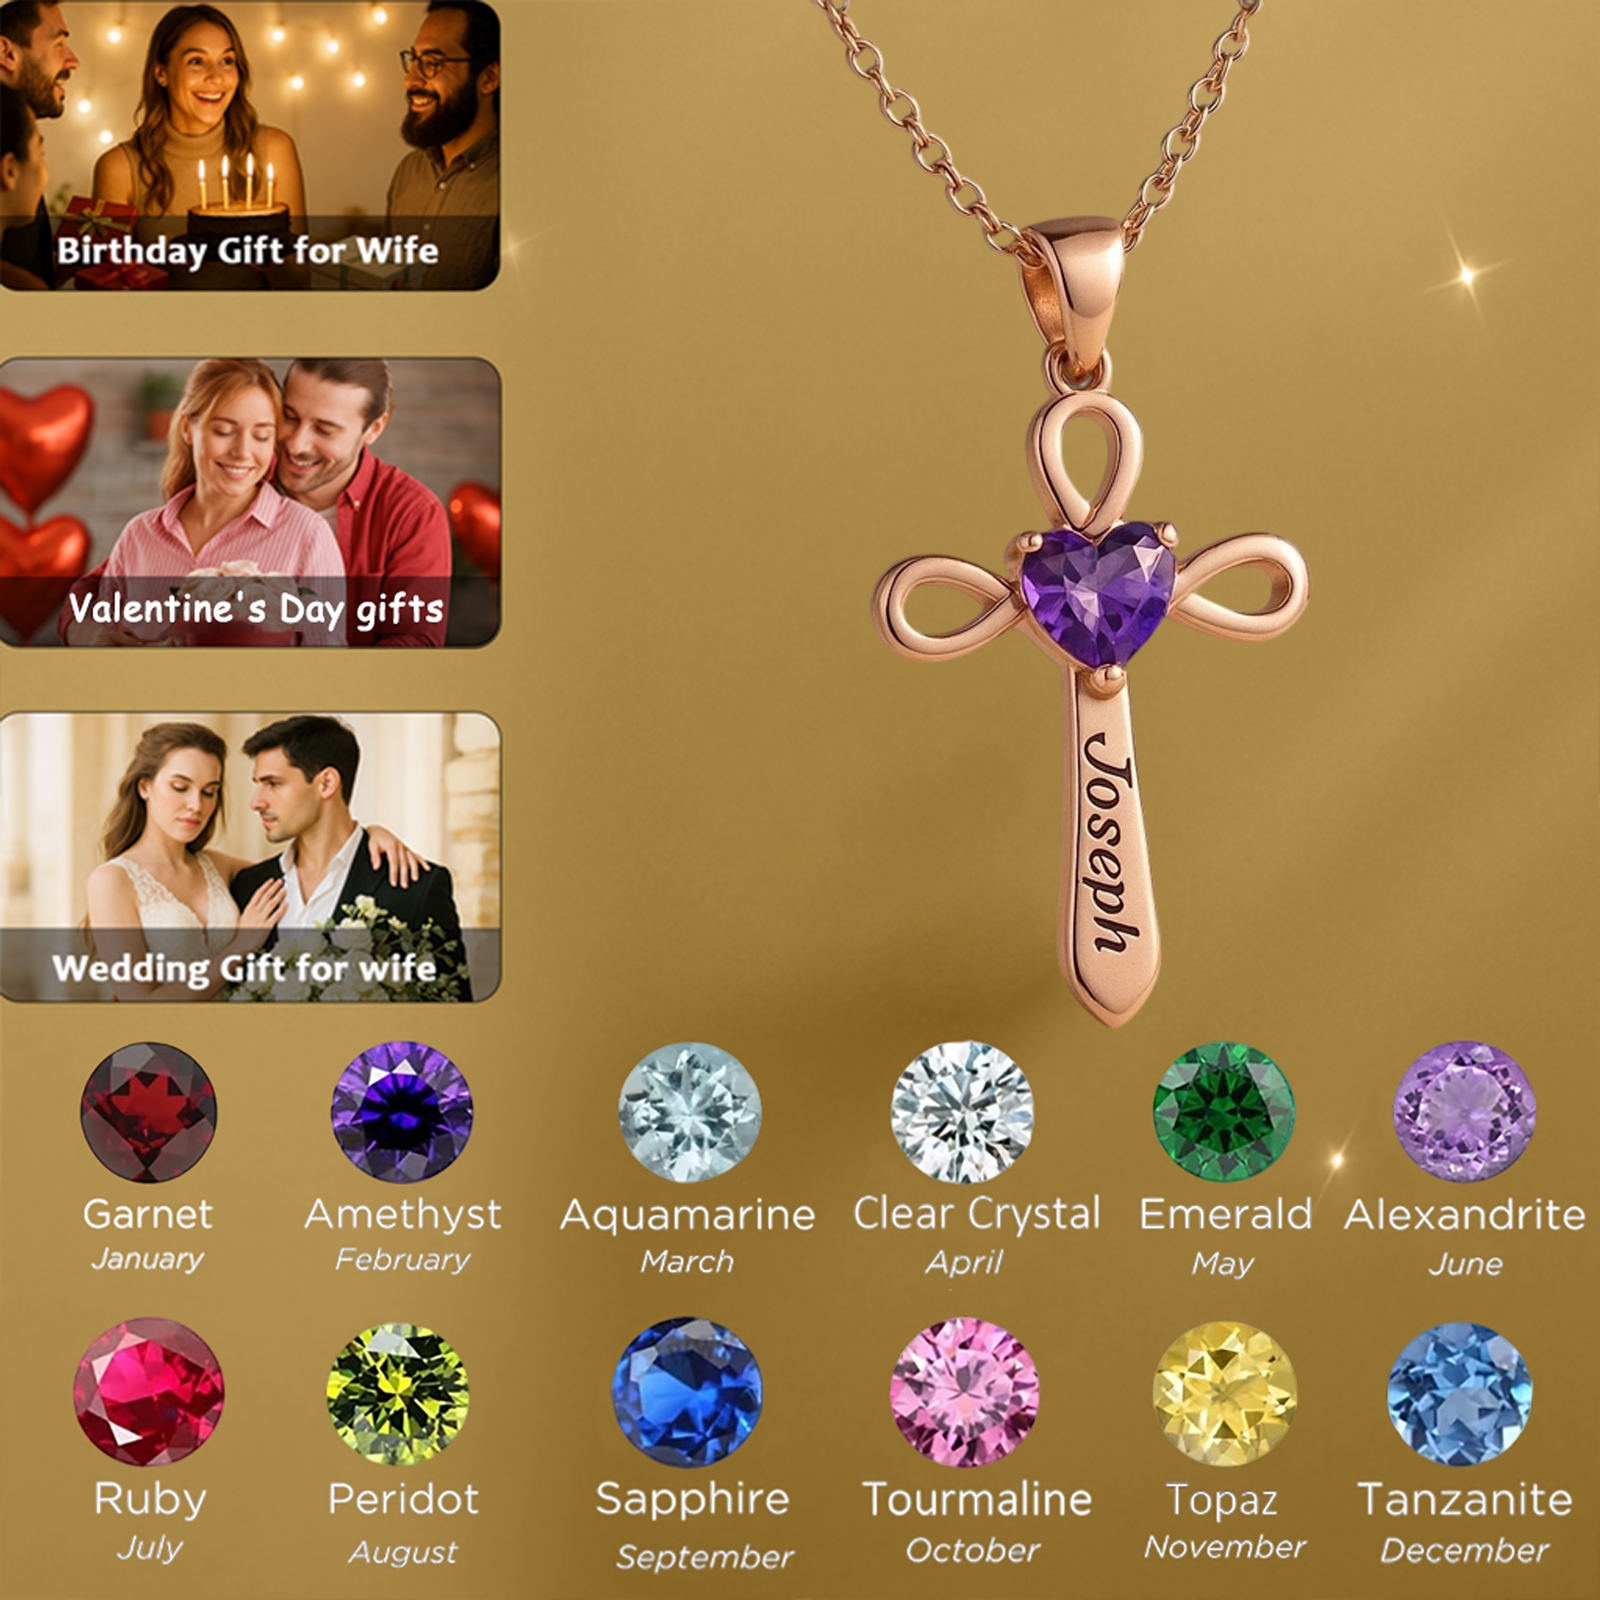 Birthday Gift for Wife
Valentine's Day gifts
Wedding Gift for wife
Joseph
Garnet
January
Amethyst
February
Aquamarine
March
Clear Crystal
April
Emerald
May
Alexandrite
June
Ruby
July
Peridot
August
Sapphire
September
Tourmaline
October
Topaz
November
Tanzanite
December